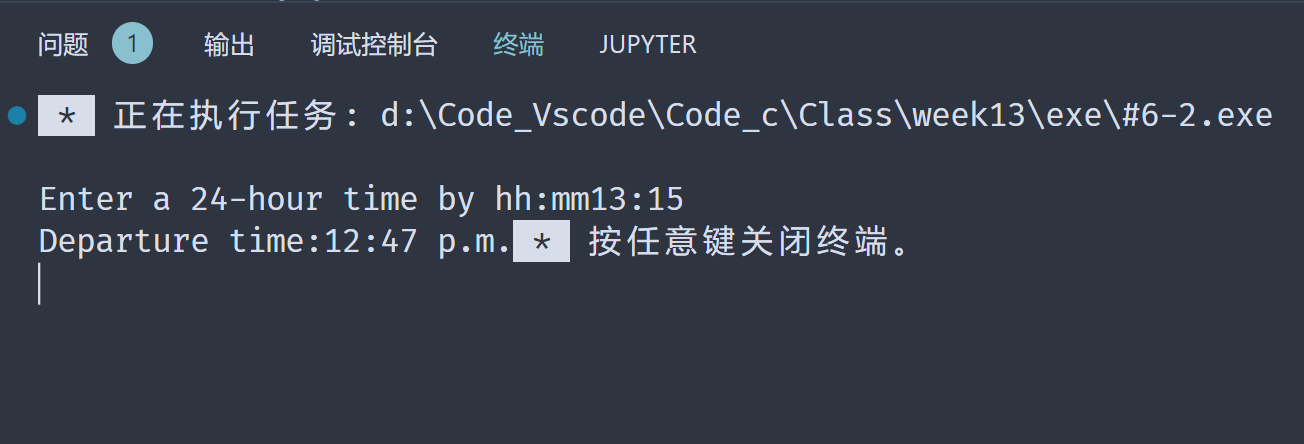 问题 1 输出 调试控制台 终端 JUPYTER
* 正在执行任务: d:\Code_Vscode\Code_c\Class\week13\exe\#6-2.exe
Enter a 24-hour time by hh:mm13:15
Departure time:12:47 p.m. * 按任意键关闭终端。